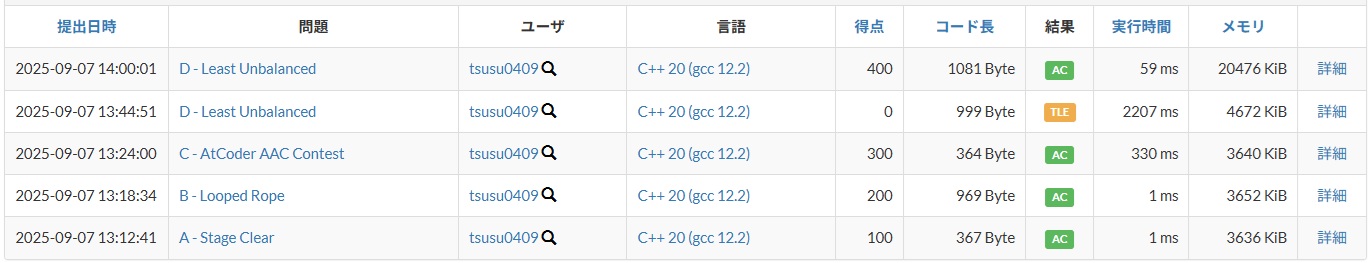 提出日時 問題 ユーザ 言語 得点 コード長 結果 実行時間 メモリ
2025-09-07 14:00:01 D - Least Unbalanced tsusu0409 C++ 20 (gcc 12.2) 400 1081 Byte AC 59 ms 20476 KiB 詳細
2025-09-07 13:44:51 D - Least Unbalanced tsusu0409 C++ 20 (gcc 12.2) 0 999 Byte TLE 2207 ms 4672 KiB 詳細
2025-09-07 13:24:00 C - AtCoder AAC Contest tsusu0409 C++ 20 (gcc 12.2) 300 364 Byte AC 330 ms 3640 KiB 詳細
2025-09-07 13:18:34 B - Looped Rope tsusu0409 C++ 20 (gcc 12.2) 200 969 Byte AC 1 ms 3652 KiB 詳細
2025-09-07 13:12:41 A - Stage Clear tsusu0409 C++ 20 (gcc 12.2) 100 367 Byte AC 1 ms 3636 KiB 詳細